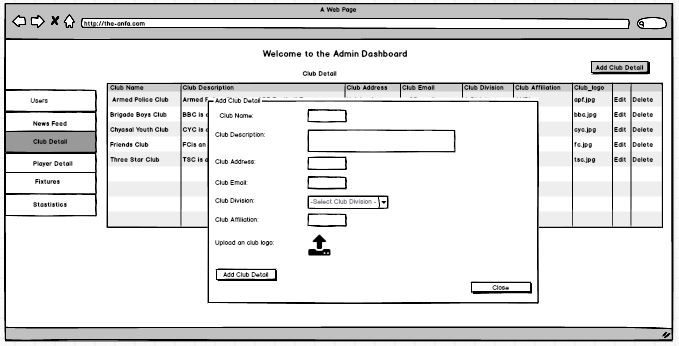 A Web Page
http://the-anfa.com
Welcome to the Admin Dashboard
Add Club Detail
Club Detail
Club Name Club Description Club Address Club Email Club Division Club Affiliation Club_logo
Users
Armed Police Club Armed apf.jpg Edit Delete
Add Club Detail
News Feed
Brigade Boys Club BBC is bbc.jpg Edit Delete
Club Name:
Club Detail
Chyasal Youth Club CYC is cyc.jpg Edit Delete
Club Description:
Friends Club FCis an fc.jpg Edit Delete
Player Detail
Three Star Club TSC is tsc.jpg Edit Delete
Club Address:
Fixtures
Club Email:
Stastistics
Club Division: -Select Club Division -
Club Affiliation:
Upload an club logo:
Add Club Detail
Close